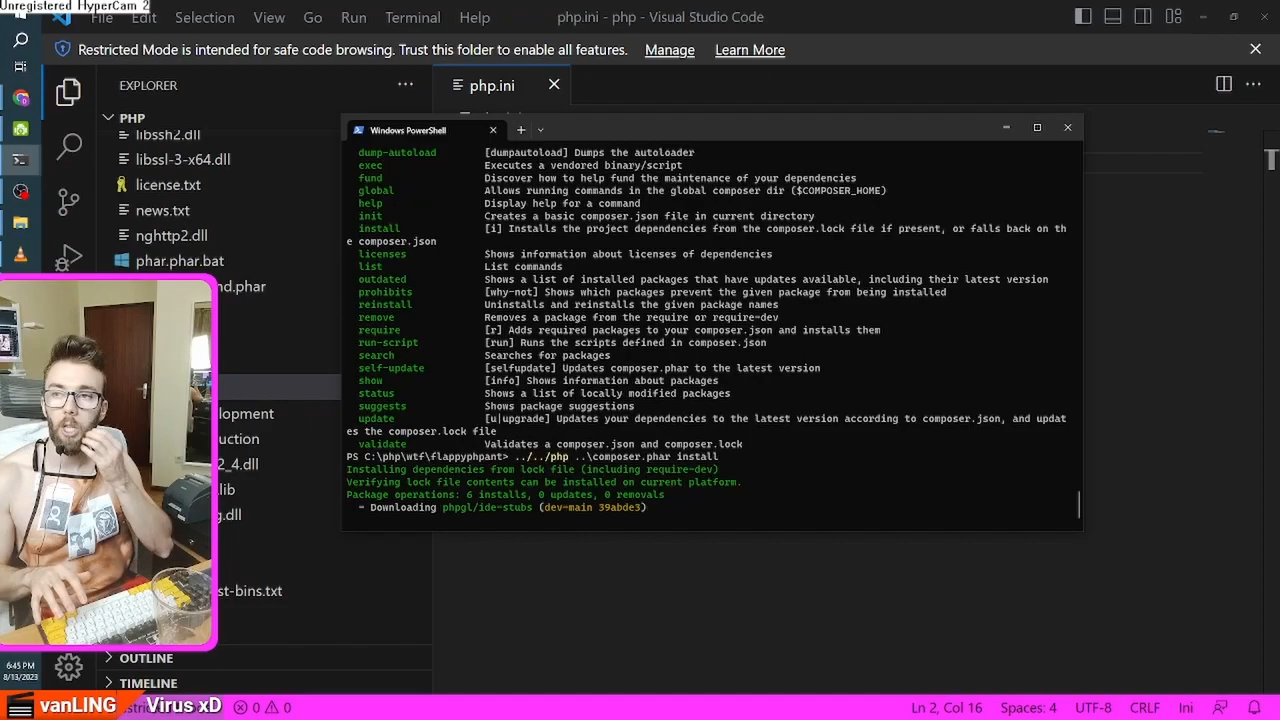 Unregistered HyperCam 2
File Edit Selection View Go Run Terminal Help
php.ini - php - Visual Studio Code
Restricted Mode is intended for safe code browsing. Trust this folder to enable all features. Manage Learn More
EXPLORER
php.ini
PHP
libssh2.dll
libssl-3-x64.dll
license.txt
news.txt
nghttp2.dll
phar.phar.bat
nd.phar
elopment
uction
2_4.dll
.lib
g.dll
st-bins.txt
OUTLINE
TIMELINE
Windows PowerShell
dump-autoload [dumpautoload] Dumps the autoloader
exec Executes a vendored binary/script
fund Discover how to help fund the maintenance of your dependencies
global Allows running commands in the global composer dir ($COMPOSER_HOME)
help Display help for a command
init Creates a basic composer.json file in current directory
install [i] Installs the project dependencies from the composer.lock file if present, or falls back on th
e composer.json
licenses Shows information about licenses of dependencies
list List commands
outdated Shows a list of installed packages that have updates available, including their latest version
prohibits [why-not] Shows which packages prevent the given package from being installed
reinstall Uninstalls and reinstalls the given package names
remove Removes a package from the require or require-dev
require [r] Adds required packages to your composer.json and installs them
run-script [run] Runs the scripts defined in composer.json
search Searches for packages
self-update [selfupdate] Updates composer.phar to the latest version
show [info] Shows information about packages
status Shows a list of locally modified packages
suggests Shows package suggestions
update [u|upgrade] Updates your dependencies to the latest version according to composer.json, and updat
es the composer.lock file
validate Validates a composer.json and composer.lock
PS C:\php\wtf\flappyphpant> ../../php ..\composer.phar install
Installing dependencies from lock file (including require-dev)
Verifying lock file contents can be installed on current platform.
Package operations: 6 installs, 0 updates, 0 removals
- Downloading phpgl/ide-stubs (dev-main 39abde3)
6:45 PM
8/13/2023
vanLING Virus xD
0 0
Ln 2, Col 16 Spaces: 4 UTF-8 CRLF Ini